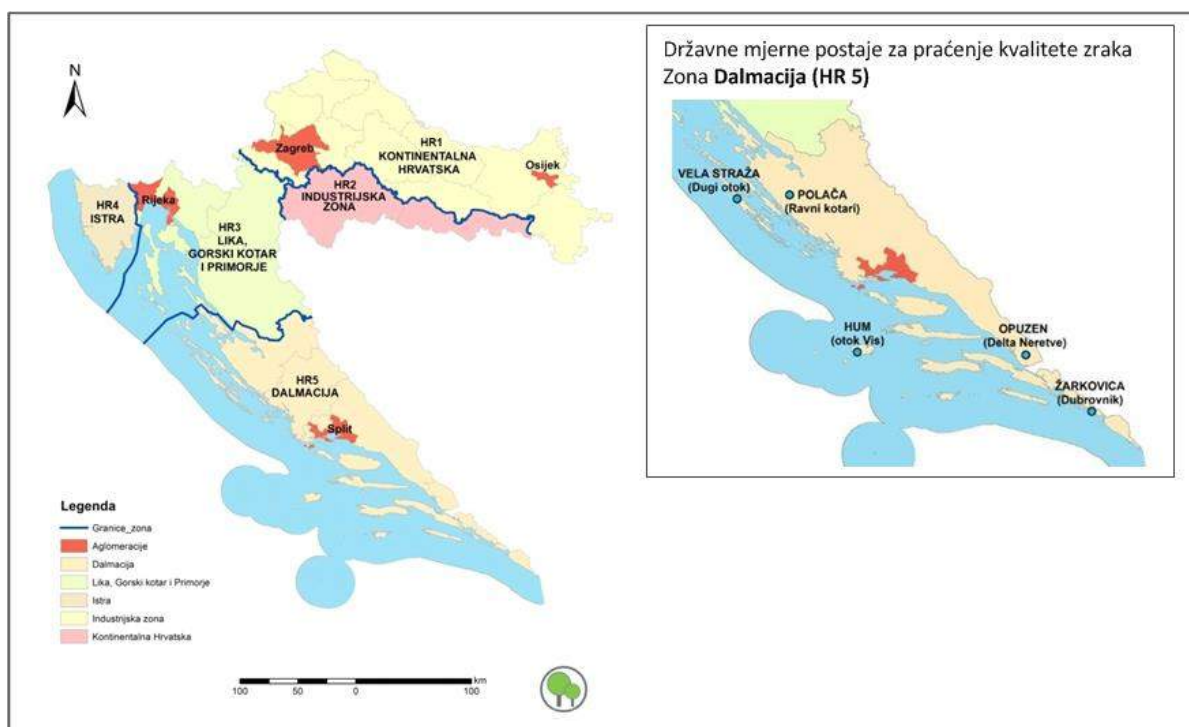 N
Zagreb
HR1
KONTINENTALNA
HRVATSKA
Osijek
HR2
INDUSTRIJSKA
ZONA
Rijeka
HR4
ISTRA
HR3
LIKA,
GORSKI KOTAR
I PRIMORJE
HR5
DALMACIJA
Split
Legenda
Granice_zona
Aglomeracije
Dalmacija
Lika, Gorski kotar i Primorje
Istra
Industrijska zona
Kontinentalna Hrvatska
km
100 50 0 100
Državne mjerne postaje za praćenje kvalitete zraka
Zona Dalmacija (HR 5)
VELA STRAŽA
(Dugi otok)
POLAČA
(Ravni kotari)
HUM
(otok Vis)
OPUZEN
(Delta Neretve)
ŽARKOVICA
(Dubrovnik)